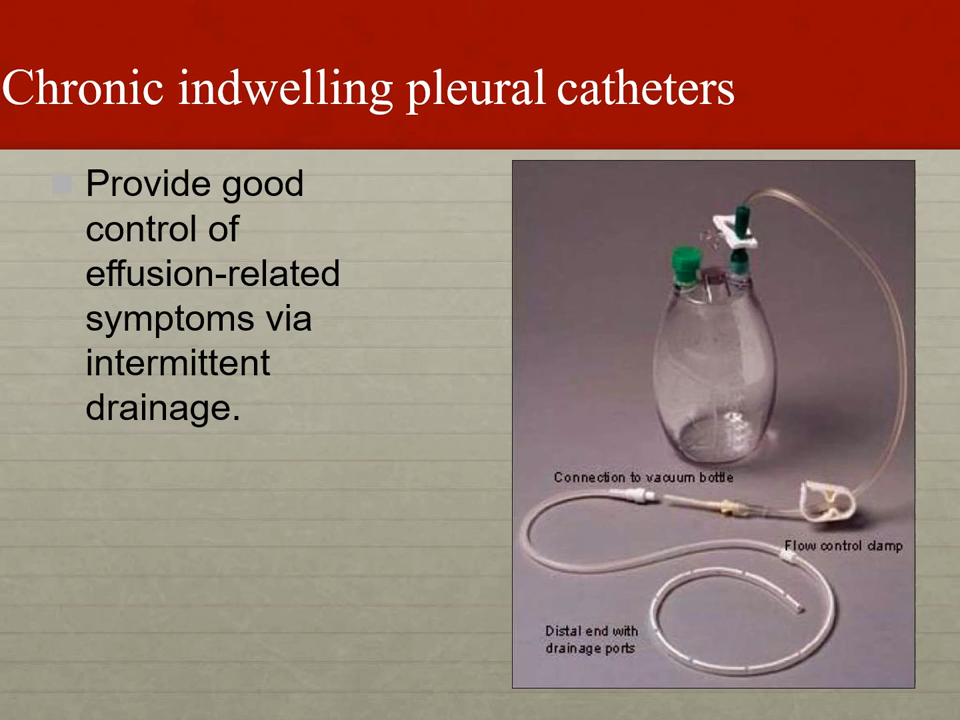 Chronic indwelling pleural catheters
Provide good
control of
effusion-related
symptoms via
intermittent
drainage.
Connection to vacuum bottle
Flow control clamp
Distal end with
drainage ports